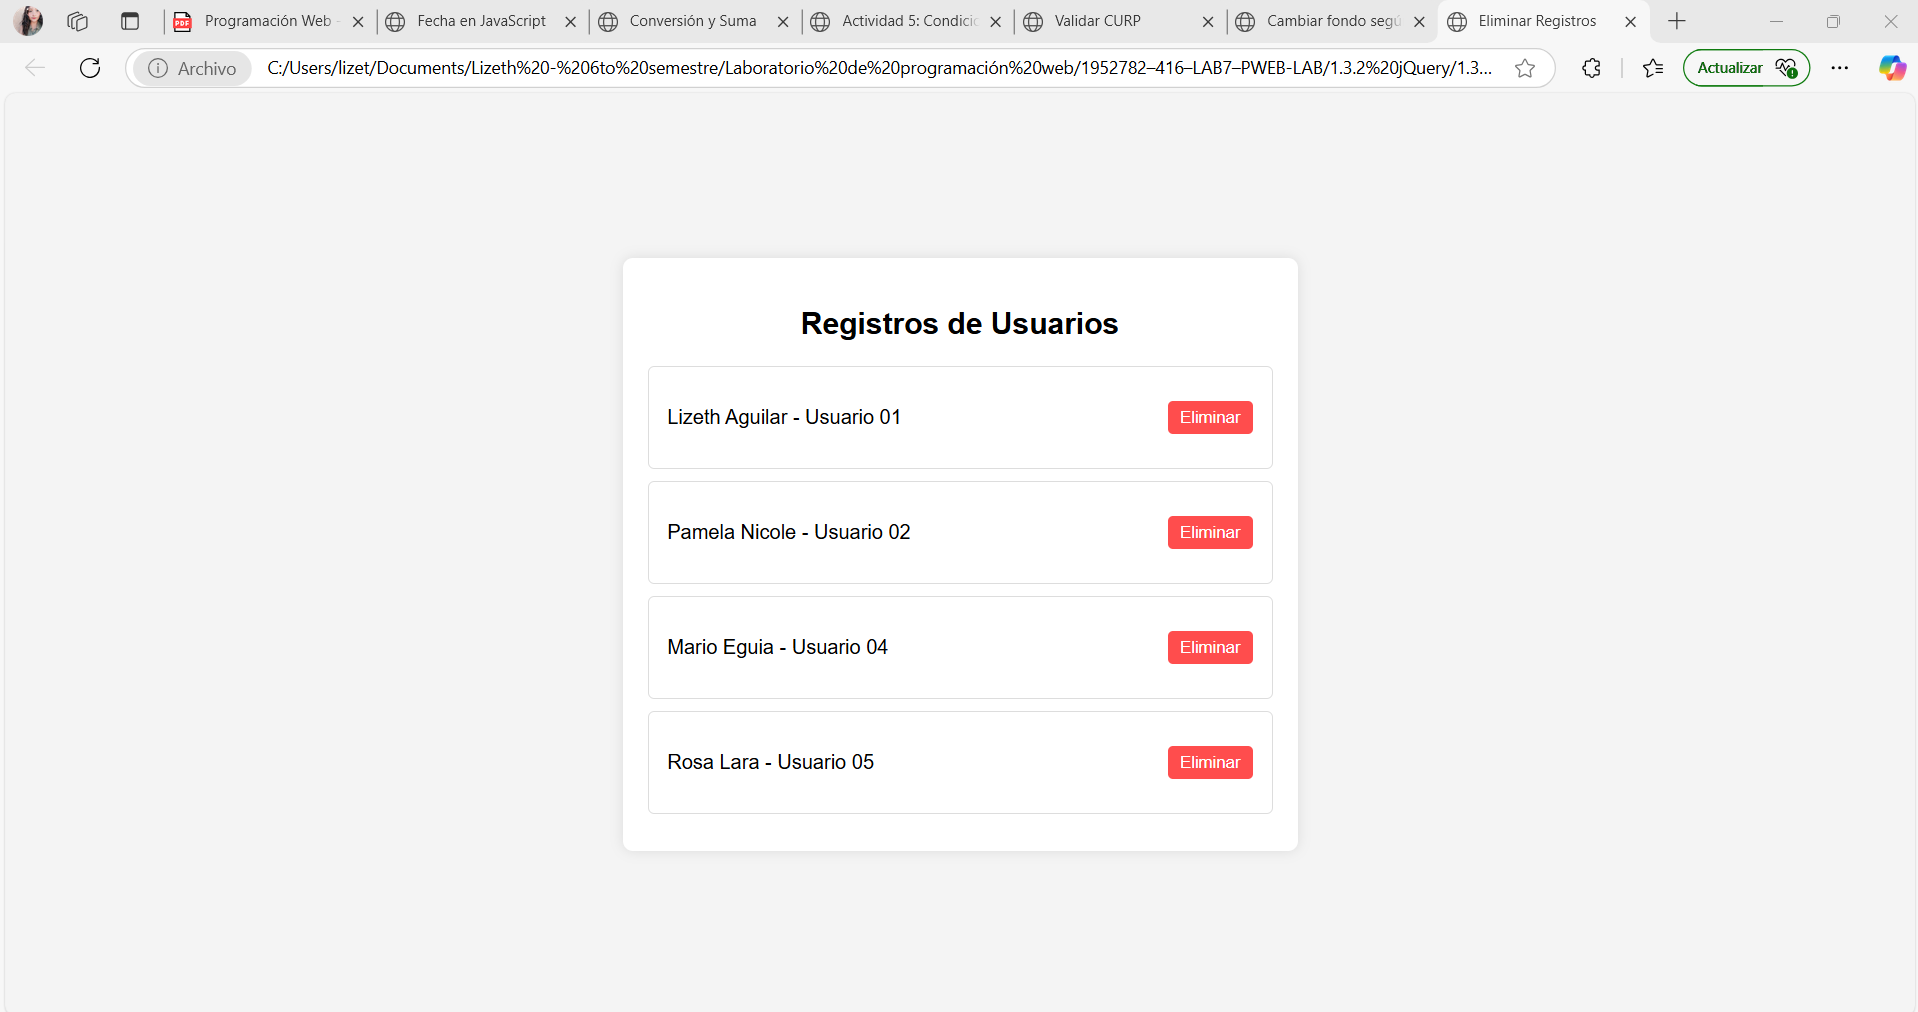 Programación Web -
Fecha en JavaScript
Conversión y Suma
Actividad 5: Condicic
Validar CURP
Cambiar fondo segú
Eliminar Registros
Archivo
C:/Users/lizet/Documents/Lizeth%20-%206to%20semestre/Laboratorio%20de%20programación%20web/1952782–416–LAB7–PWEB-LAB/1.3.2%20jQuery/1.3...
Actualizar
Registros de Usuarios
Lizeth Aguilar - Usuario 01
Eliminar
Pamela Nicole - Usuario 02
Eliminar
Mario Eguia - Usuario 04
Eliminar
Rosa Lara - Usuario 05
Eliminar